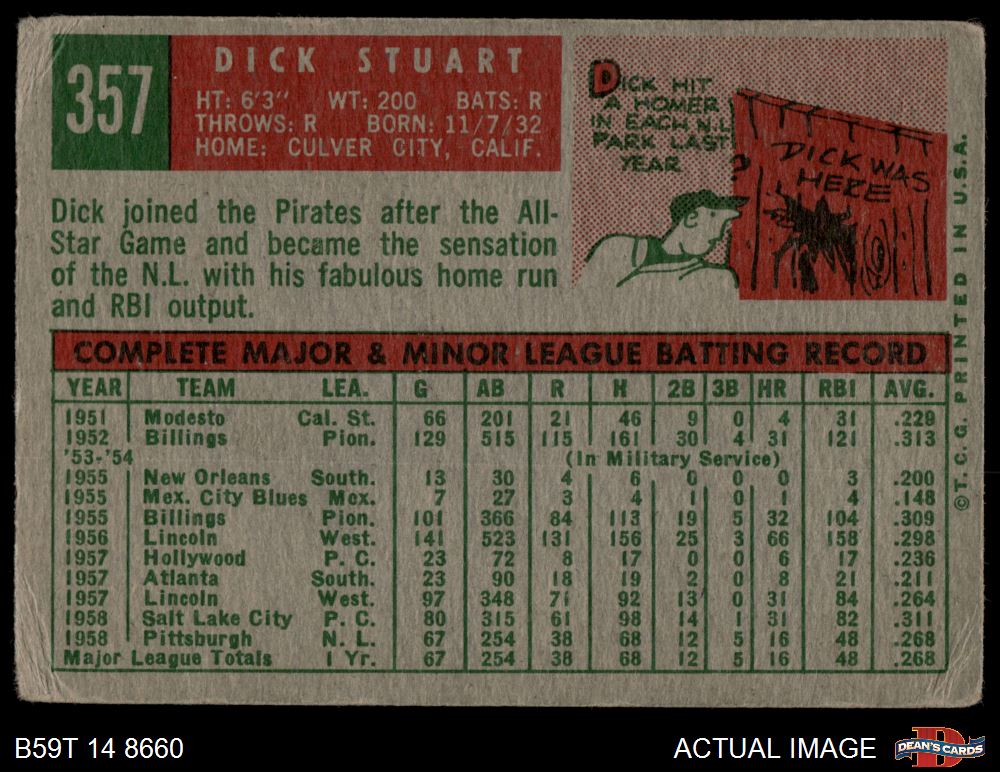 357
DICK STUART
HT: 6'3" WT: 200 BATS: R
THROWS: R BORN: 11/7/32
HOME: CULVER CITY, CALIF.
DICK HIT
A HOMER
IN EACH N.L.
PARK LAST
YEAR
DICK WAS
HERE
Dick joined the Pirates after the All-
Star Game and became the sensation
of the N.L. with his fabulous home run
and RBI output.
COMPLETE MAJOR & MINOR LEAGUE BATTING RECORD
YEAR TEAM LEA. G AB R H 2B 3B HR RBI AVG.
1951 Modesto Cal. St. 66 201 21 46 9 0 4 31 .229
1952 Billings Pion. 129 515 115 161 30 4 31 121 .313
'53-'54 (In Military Service)
1955 New Orleans South. 13 30 4 6 0 0 0 3 .200
1955 Mex. City Blues Mex. 7 27 3 4 0 0 1 4 .148
1955 Billings Pion. 101 366 84 113 19 5 32 104 .309
1956 Lincoln West. 141 523 131 156 25 3 66 158 .298
1957 Hollywood P. C. 23 72 8 17 0 0 6 17 .236
1957 Atlanta South. 23 90 18 19 2 0 8 21 .211
1957 Lincoln West. 97 348 71 92 13 0 31 84 .264
1958 Salt Lake City P. C. 80 315 61 98 14 1 31 82 .311
1958 Pittsburgh N. L. 67 254 38 68 12 5 16 48 .268
Major League Totals 1 Yr. 67 254 38 68 12 5 16 48 .268
© T. C. G. PRINTED IN U.S.A.
B59T 14 8660
ACTUAL IMAGE
D
DEAN'S CARDS